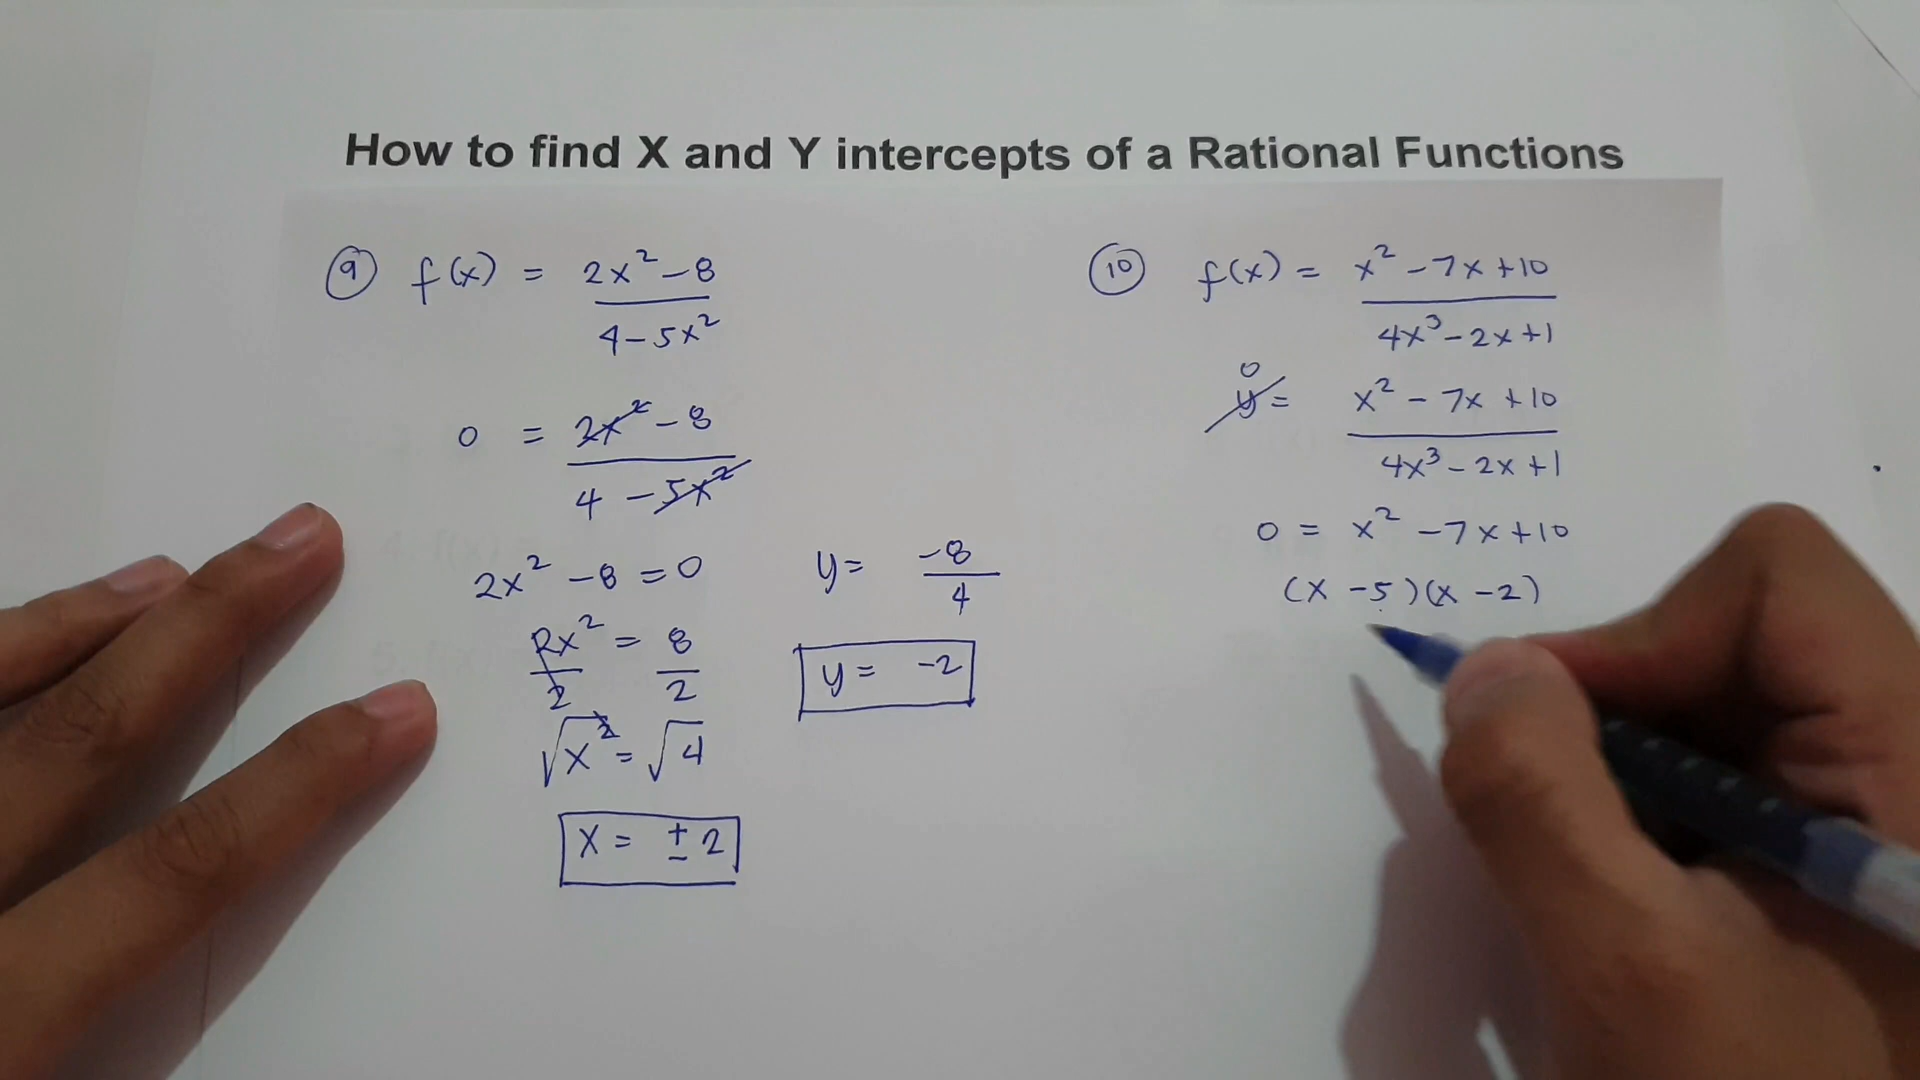 How to find X and Y intercepts of a Rational Functions
9 f(x) = 2x² - 8
4 - 5x²
0 = 2x² - 8
4 - 5x²
2x² - 8 = 0
2x² = 8
2 2
√x² = √4
x = ± 2
y = -8
4
y = -2
10 f(x) = x² - 7x + 10
4x³ - 2x + 1
0
y = x² - 7x + 10
4x³ - 2x + 1
0 = x² - 7x + 10
(x - 5)(x - 2)